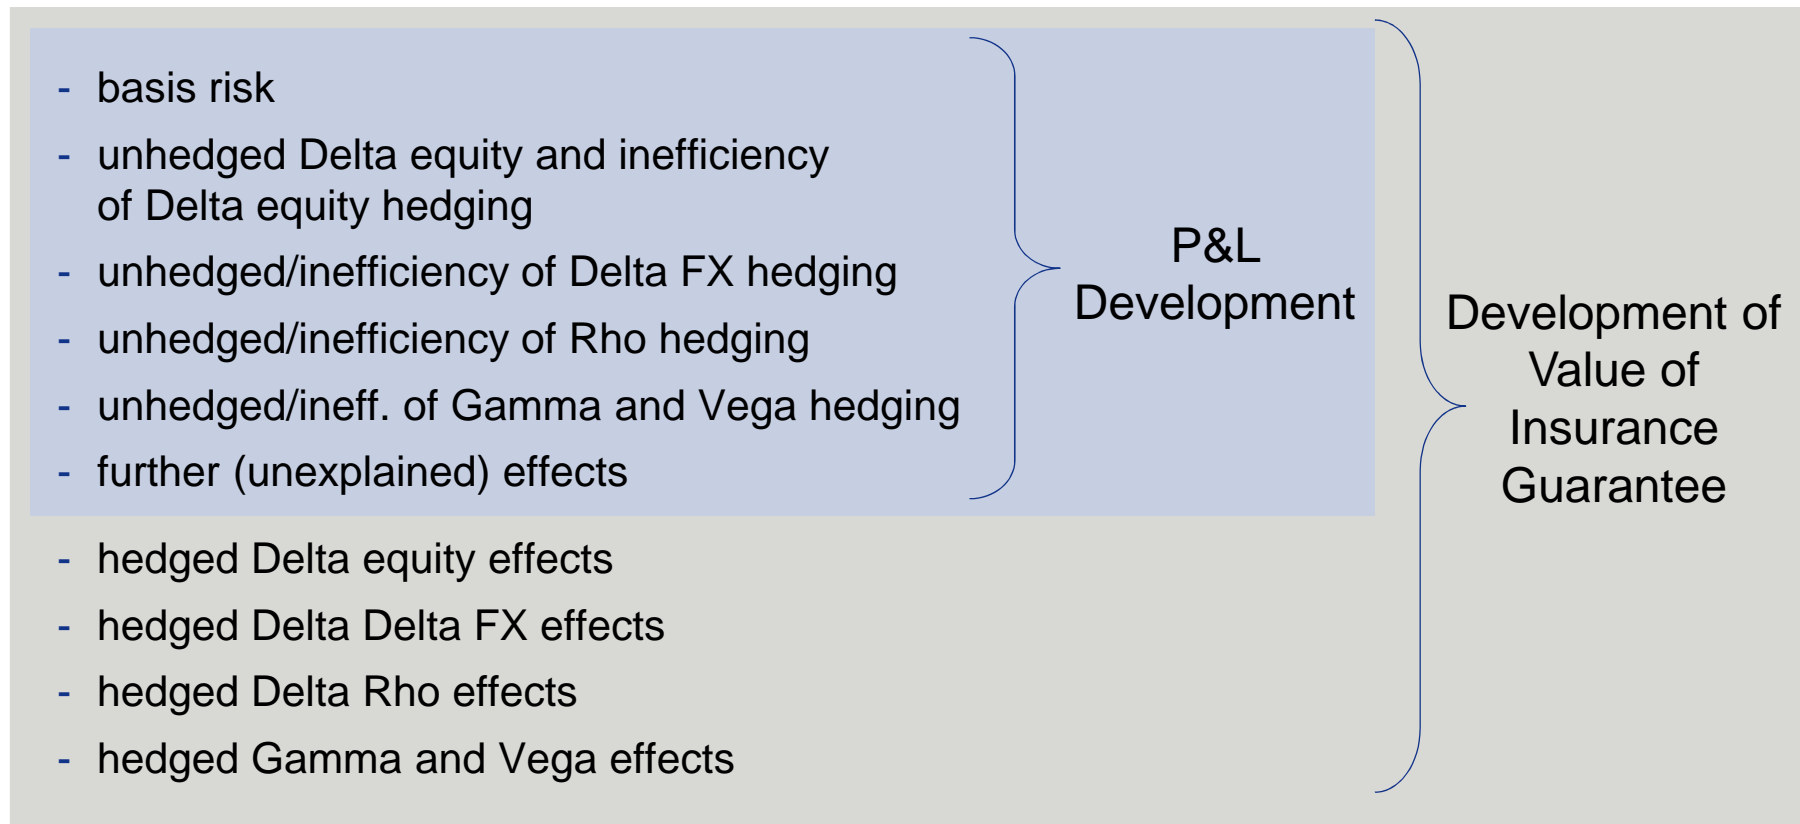 - basis risk
- unhedged Delta equity and inefficiency
of Delta equity hedging
- unhedged/inefficiency of Delta FX hedging
- unhedged/inefficiency of Rho hedging
- unhedged/ineff. of Gamma and Vega hedging
- further (unexplained) effects
P&L
Development
- hedged Delta equity effects
- hedged Delta Delta FX effects
- hedged Delta Rho effects
- hedged Gamma and Vega effects
Development of
Value of
Insurance
Guarantee